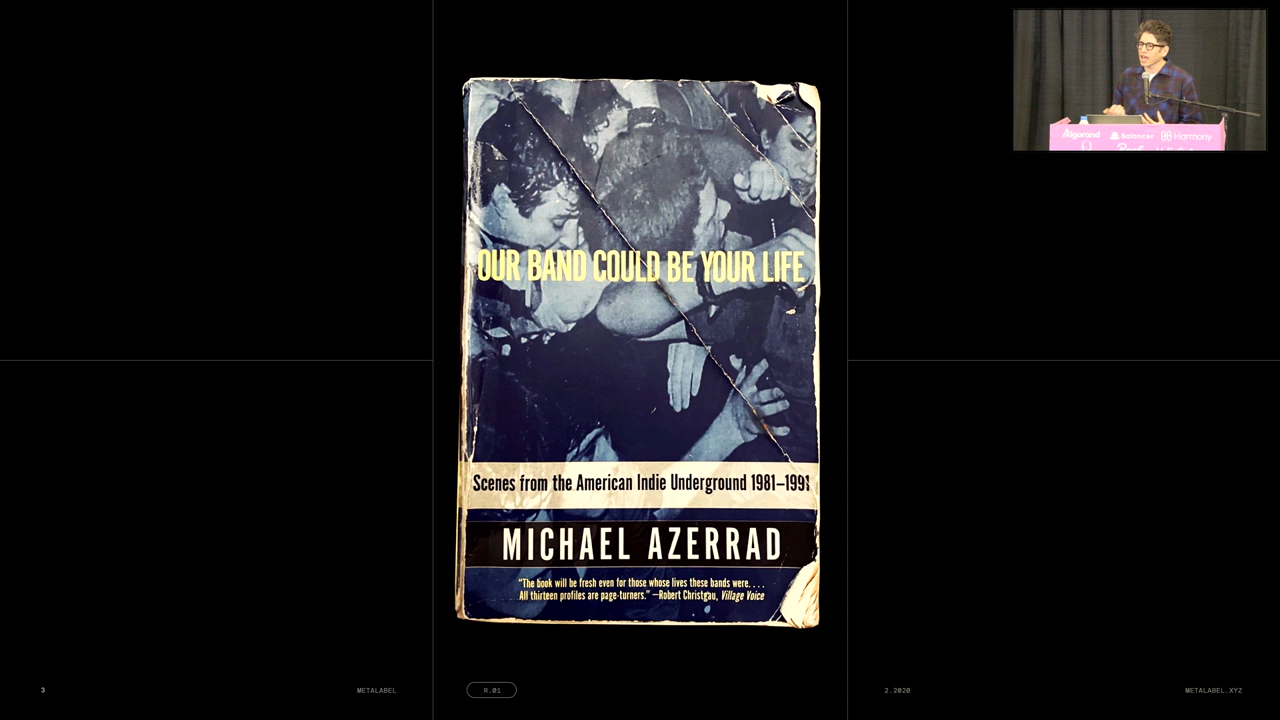 OUR BAND COULD BE YOUR LIFE
Scenes from the American Indie Underground 1981–1991
MICHAEL AZERRAD
"The book will be fresh even for those whose lives these bands were. . . .
All thirteen profiles are page-turners." —Robert Christgau, Village Voice
Algorand
Balancer
Harmony
3
METALABEL
R.01
2.2020
METALABEL.XYZ